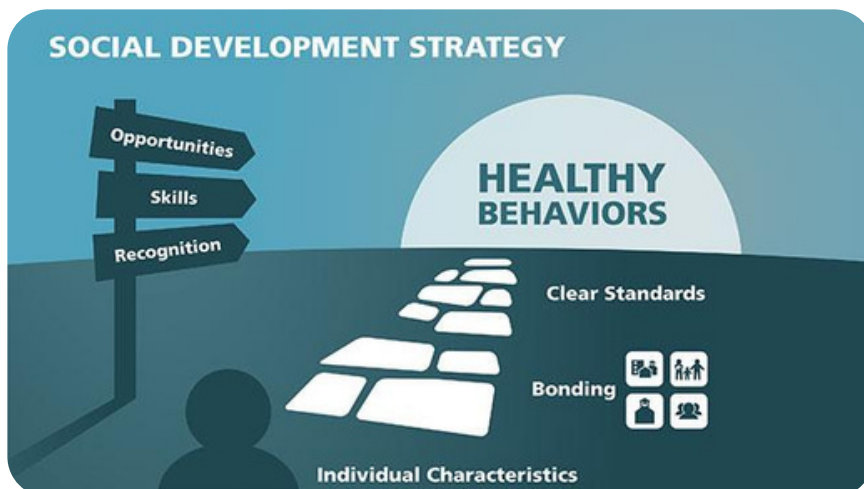 SOCIAL DEVELOPMENT STRATEGY
Opportunities
Skills
Recognition
HEALTHY
BEHAVIORS
Clear Standards
Bonding
Individual Characteristics